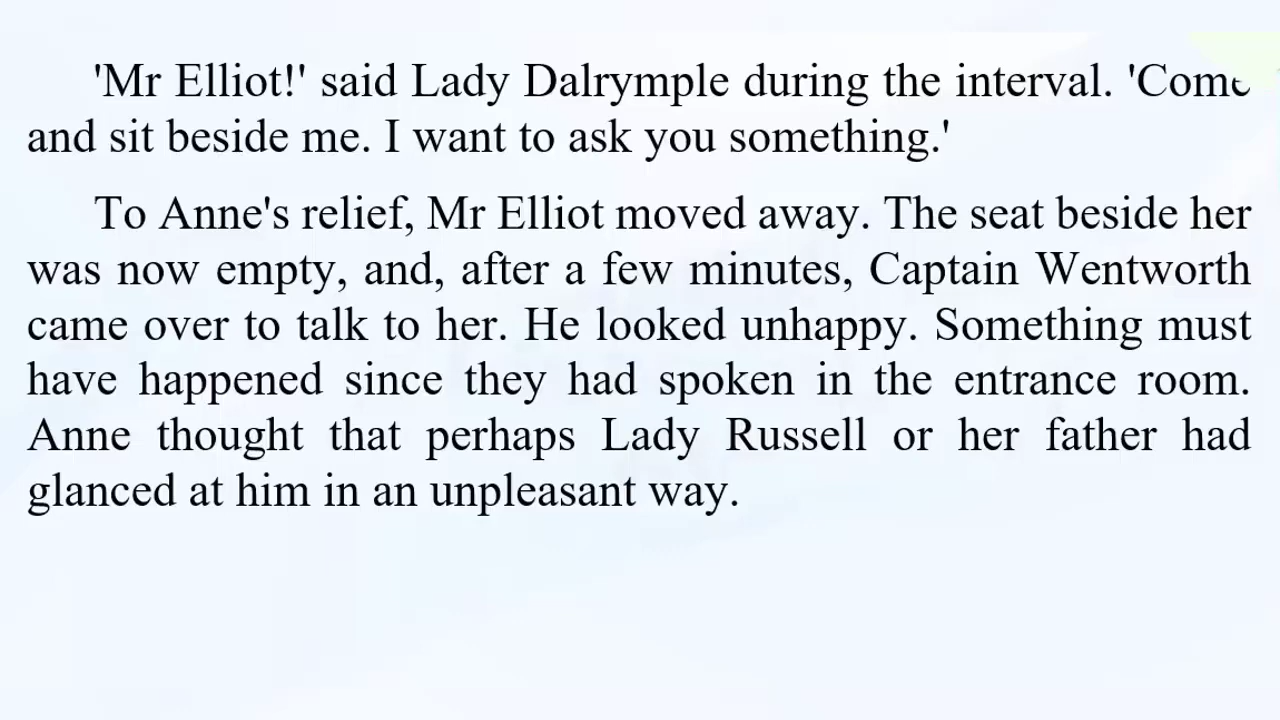 'Mr Elliot!' said Lady Dalrymple during the interval. 'Come
and sit beside me. I want to ask you something.'
To Anne's relief, Mr Elliot moved away. The seat beside her
was now empty, and, after a few minutes, Captain Wentworth
came over to talk to her. He looked unhappy. Something must
have happened since they had spoken in the entrance room.
Anne thought that perhaps Lady Russell or her father had
glanced at him in an unpleasant way.